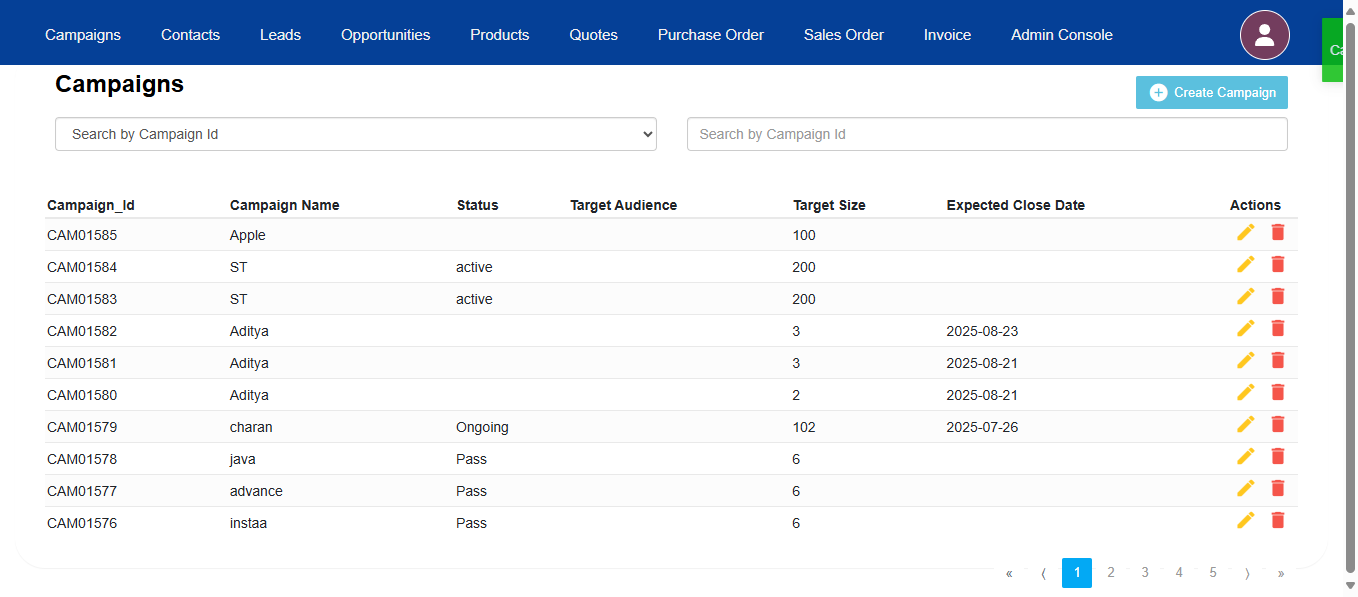 Campaigns Contacts Leads Opportunities Products Quotes Purchase Order Sales Order Invoice Admin Console
Campaigns
Create Campaign
Search by Campaign Id Search by Campaign Id
Campaign_Id Campaign Name Status Target Audience Target Size Expected Close Date Actions
CAM01585 Apple 100
CAM01584 ST active 200
CAM01583 ST active 200
CAM01582 Aditya 3 2025-08-23
CAM01581 Aditya 3 2025-08-21
CAM01580 Aditya 2 2025-08-21
CAM01579 charan Ongoing 102 2025-07-26
CAM01578 java Pass 6
CAM01577 advance Pass 6
CAM01576 instaa Pass 6
« ⟨ 1 2 3 4 5 ⟩ »